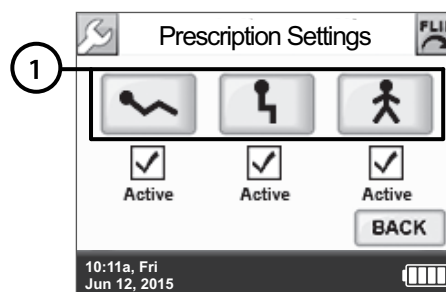 Prescription Settings
FLI
1
Active
Active
Active
BACK
10:11a, Fri
Jun 12, 2015